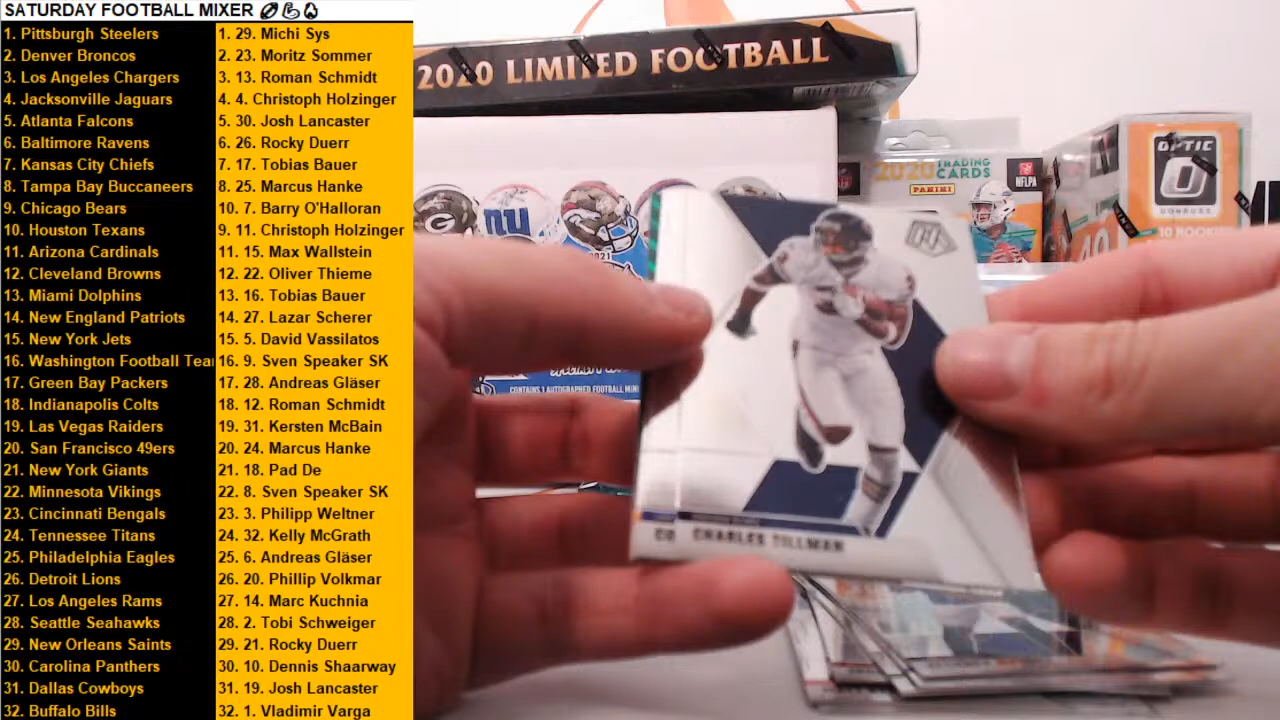 SATURDAY FOOTBALL MIXER
1. Pittsburgh Steelers
2. Denver Broncos
3. Los Angeles Chargers
4. Jacksonville Jaguars
5. Atlanta Falcons
6. Baltimore Ravens
7. Kansas City Chiefs
8. Tampa Bay Buccaneers
9. Chicago Bears
10. Houston Texans
11. Arizona Cardinals
12. Cleveland Browns
13. Miami Dolphins
14. New England Patriots
15. New York Jets
16. Washington Football Tea
17. Green Bay Packers
18. Indianapolis Colts
19. Las Vegas Raiders
20. San Francisco 49ers
21. New York Giants
22. Minnesota Vikings
23. Cincinnati Bengals
24. Tennessee Titans
25. Philadelphia Eagles
26. Detroit Lions
27. Los Angeles Rams
28. Seattle Seahawks
29. New Orleans Saints
30. Carolina Panthers
31. Dallas Cowboys
32. Buffalo Bills
1. 29. Michi Sys
2. 23. Moritz Sommer
3. 13. Roman Schmidt
4. 4. Christoph Holzinger
5. 30. Josh Lancaster
6. 26. Rocky Duerr
7. 17. Tobias Bauer
8. 25. Marcus Hanke
10. 7. Barry O'Halloran
9. 11. Christoph Holzinger
11. 15. Max Wallstein
12. 22. Oliver Thieme
13. 16. Tobias Bauer
14. 27. Lazar Scherer
15. 5. David Vassilatos
16. 9. Sven Speaker SK
17. 28. Andreas Gläser
18. 12. Roman Schmidt
19. 31. Kersten McBain
20. 24. Marcus Hanke
21. 18. Pad De
22. 8. Sven Speaker SK
23. 3. Philipp Weltner
24. 32. Kelly McGrath
25. 6. Andreas Gläser
26. 20. Phillip Volkmar
27. 14. Marc Kuchnia
28. 2. Tobi Schweiger
29. 21. Rocky Duerr
30. 10. Dennis Shaarway
31. 19. Josh Lancaster
32. 1. Vladimir Varga
2020 LIMITED FOOTBALL
2020 TRADING CARDS
PANINI
NFLPA
OPTIC
DONRUSS
2021
CONTAINS 1 AUTOGRAPHED FOOTBALL MINI
CHARLES TILLMAN